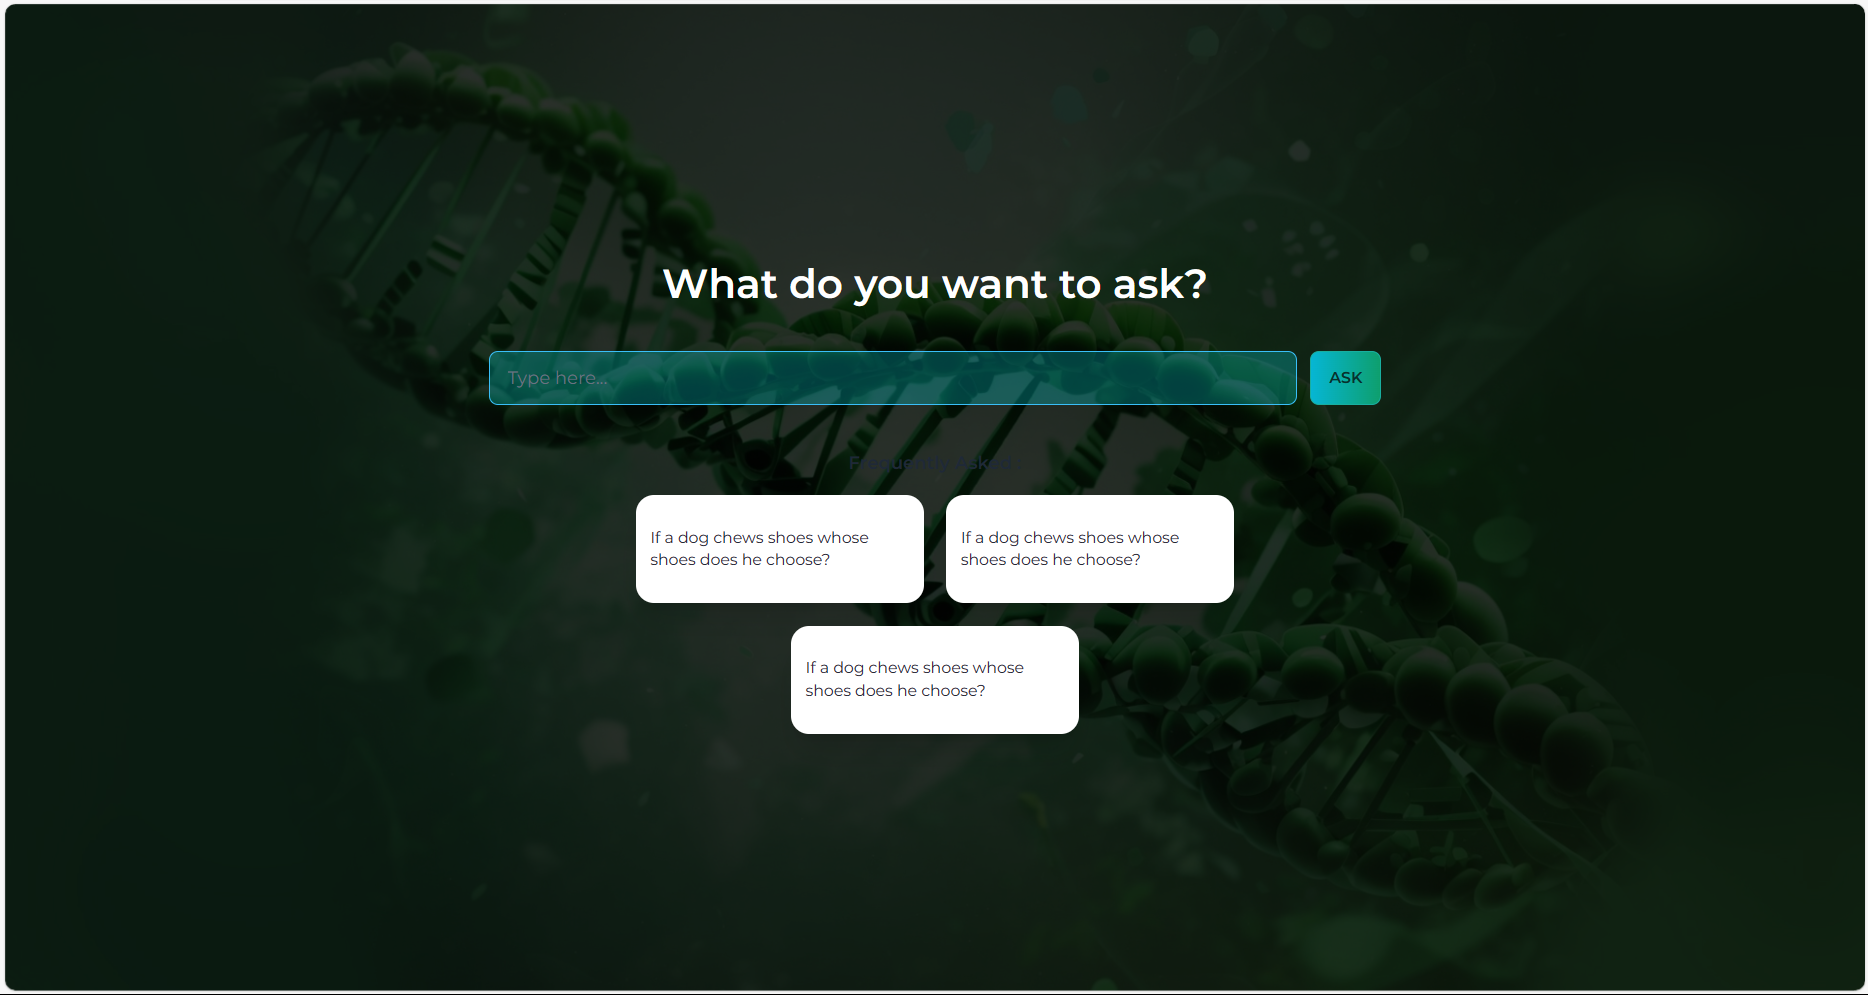 What do you want to ask?
Type here...
ASK
Frequently Asked
If a dog chews shoes whose
shoes does he choose?
If a dog chews shoes whose
shoes does he choose?
If a dog chews shoes whose
shoes does he choose?